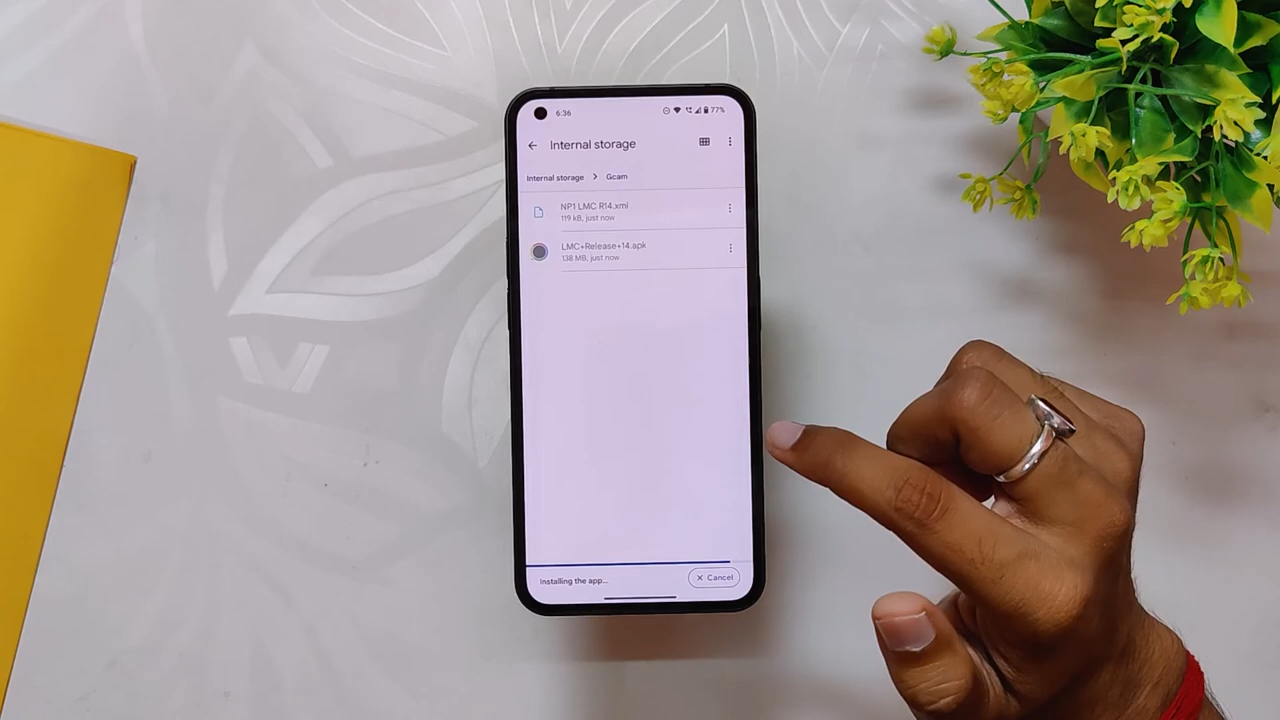 6:36
77%
Internal storage
Internal storage > Gcam
NP1 LMC R14.xml
119 kB, just now
LMC+Release+14.apk
138 MB, just now
Installing the app...
Cancel